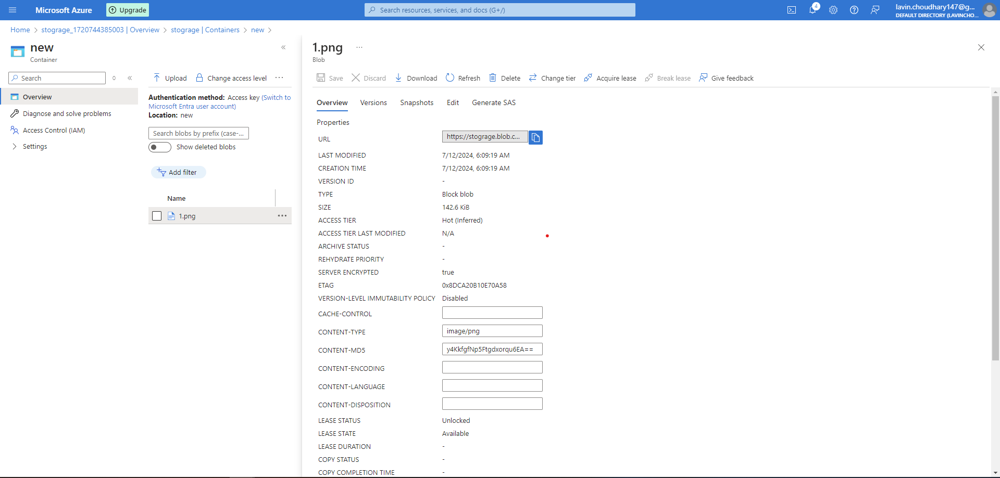 Microsoft Azure
Upgrade
Search resources, services, and docs (G+/)
4
lavin.choudhary147@g...
DEFAULT DIRECTORY (LAVINCHO...
Home > stograge_1720744385003 | Overview > stograge | Containers > new >
new
Container
Search
Overview
Diagnose and solve problems
Access Control (IAM)
Settings
Upload
Change access level
Authentication method: Access key (Switch to
Microsoft Entra user account)
Location: new
Search blobs by prefix (case-...
Show deleted blobs
Add filter
Name
1.png
1.png
Blob
Save
Discard
Download
Refresh
Delete
Change tier
Acquire lease
Break lease
Give feedback
Overview
Versions
Snapshots
Edit
Generate SAS
Properties
URL https://stograge.blob.c...
LAST MODIFIED 7/12/2024, 6:09:19 AM
CREATION TIME 7/12/2024, 6:09:19 AM
VERSION ID -
TYPE Block blob
SIZE 142.6 KiB
ACCESS TIER Hot (Inferred)
ACCESS TIER LAST MODIFIED N/A
ARCHIVE STATUS -
REHYDRATE PRIORITY -
SERVER ENCRYPTED true
ETAG 0x8DCA20B10E70A58
VERSION-LEVEL IMMUTABILITY POLICY Disabled
CACHE-CONTROL
CONTENT-TYPE image/png
CONTENT-MD5 y4KkfgfNp5Ftgdxorqu6EA==
CONTENT-ENCODING
CONTENT-LANGUAGE
CONTENT-DISPOSITION
LEASE STATUS Unlocked
LEASE STATE Available
LEASE DURATION -
COPY STATUS -
COPY COMPLETION TIME -